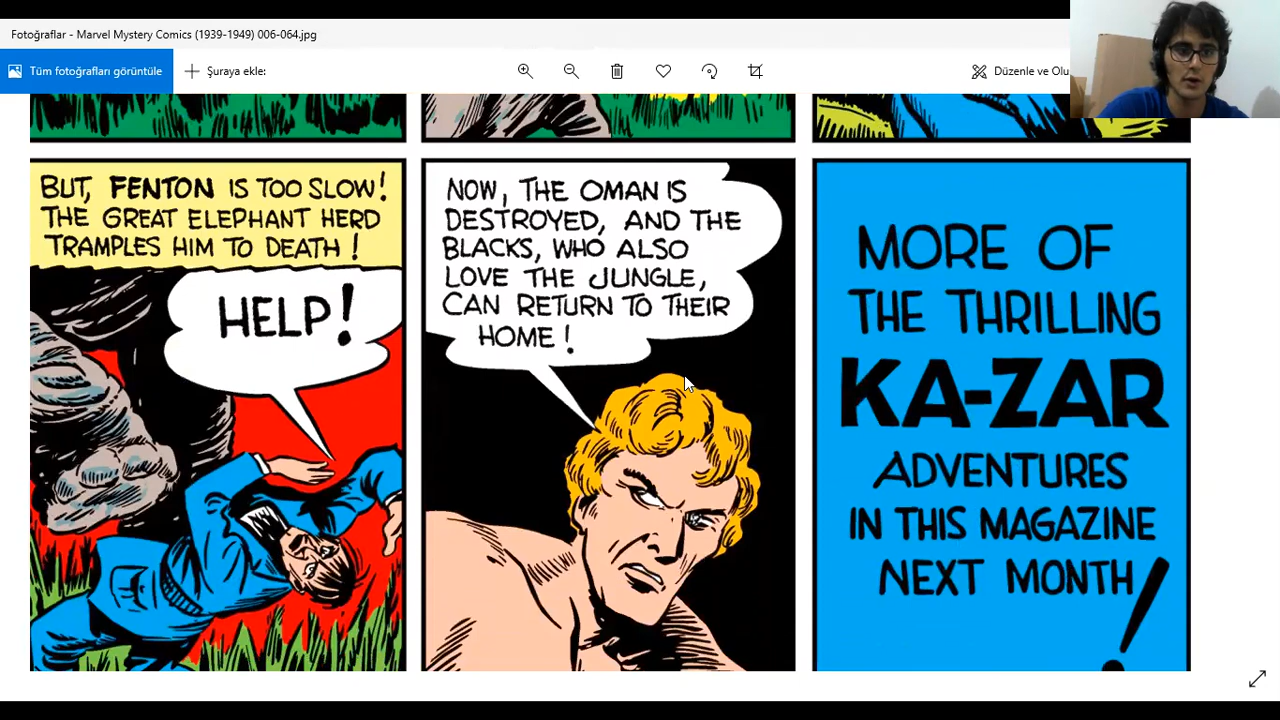 Fotoğraflar - Marvel Mystery Comics (1939-1949) 006-064.jpg
Tüm fotoğrafları görüntüle
Şuraya ekle:
Düzenle ve Olu
BUT, FENTON IS TOO SLOW!
THE GREAT ELEPHANT HERD
TRAMPLES HIM TO DEATH!
HELP!
NOW, THE OMAN IS
DESTROYED, AND THE
BLACKS, WHO ALSO
LOVE THE JUNGLE,
CAN RETURN TO THEIR
HOME!
MORE OF
THE THRILLING
KA-ZAR
ADVENTURES
IN THIS MAGAZINE
NEXT MONTH!